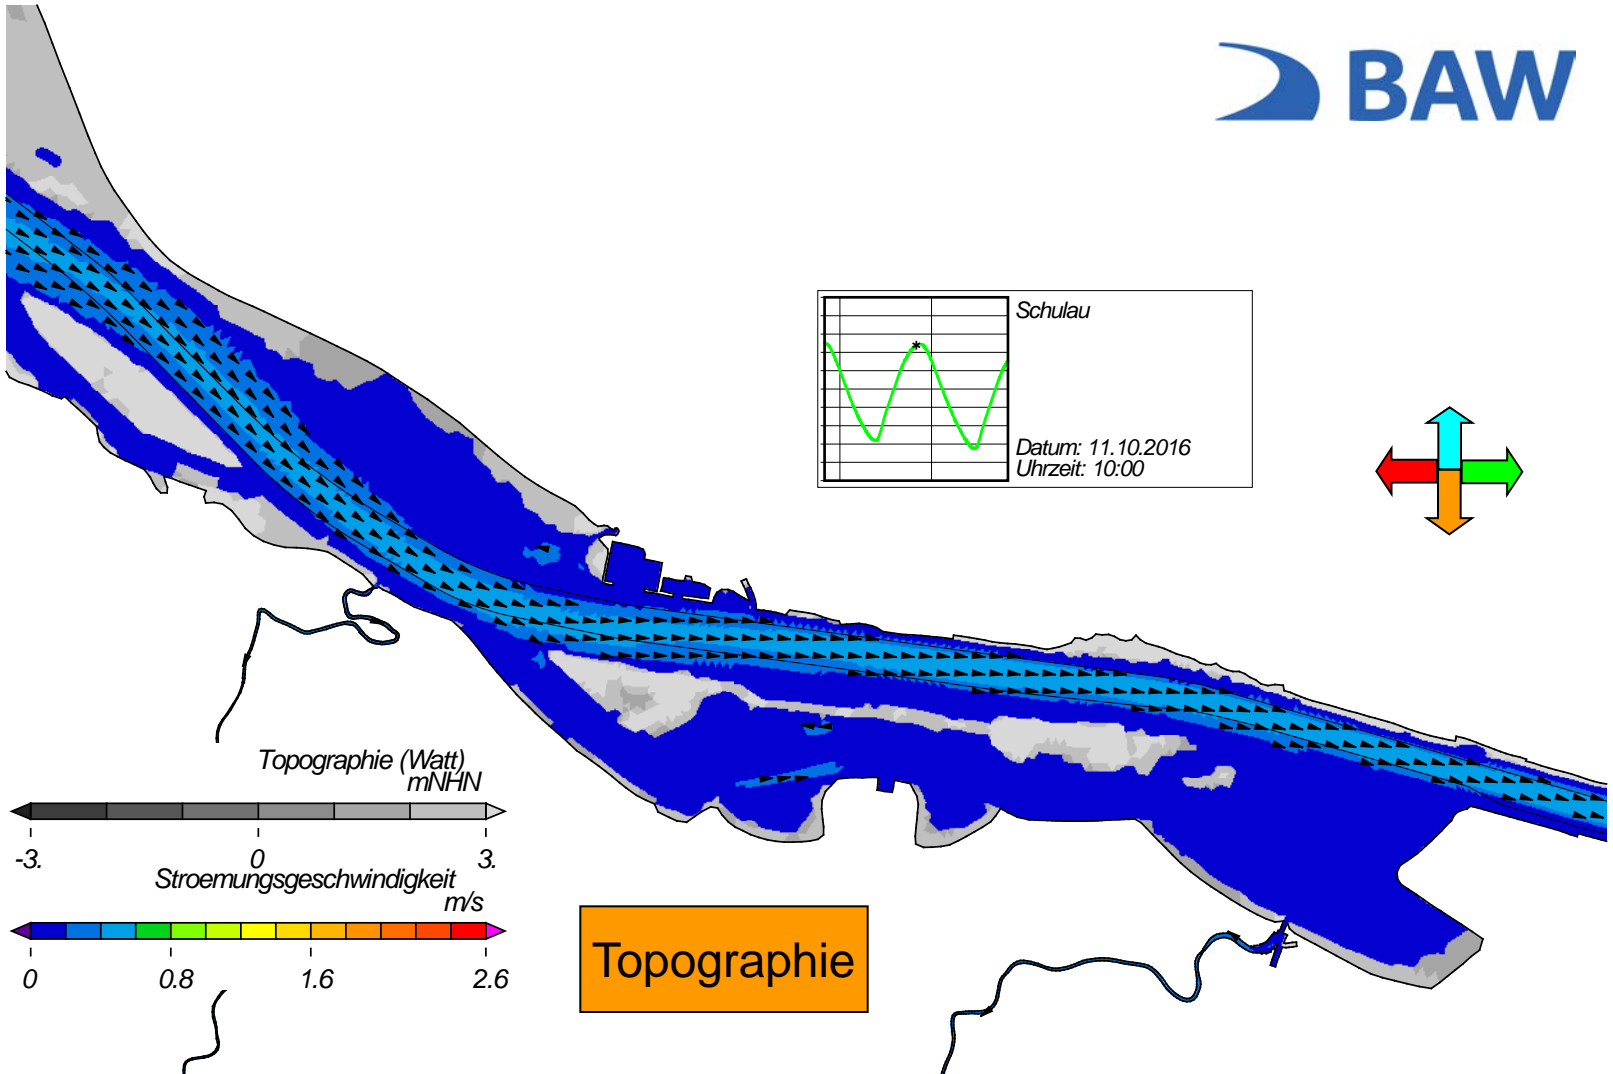 BAW
Schulau
Datum: 11.10.2016
Uhrzeit: 10:00
Topographie (Watt)
mNHN
-3. 0 3.
Stroemungsgeschwindigkeit
m/s
0 0.8 1.6 2.6
Topographie